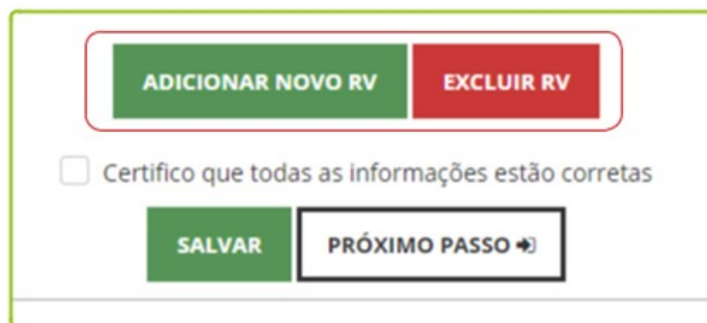 ADICIONAR NOVO RV EXCLUIR RV
Certifico que todas as informações estão corretas
SALVAR PRÓXIMO PASSO